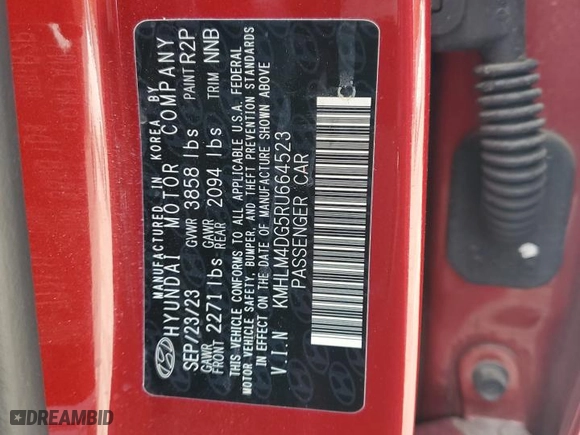 MANUFACTURED IN KOREA BY
HYUNDAI MOTOR COMPANY
SEP/23/23 GVWR 3858 lbs PAINT R2P
GAWR FRONT 2271 lbs GAWR REAR 2094 lbs TRIM NNB
THIS VEHICLE CONFORMS TO ALL APPLICABLE U.S.A. FEDERAL
MOTOR VEHICLE SAFETY, BUMPER, AND THEFT PREVENTION STANDARDS
IN EFFECT ON THE DATE OF MANUFACTURE SHOWN ABOVE
V.I.N KMHLM4DG5RU664523
PASSENGER CAR
C
DREAMBID